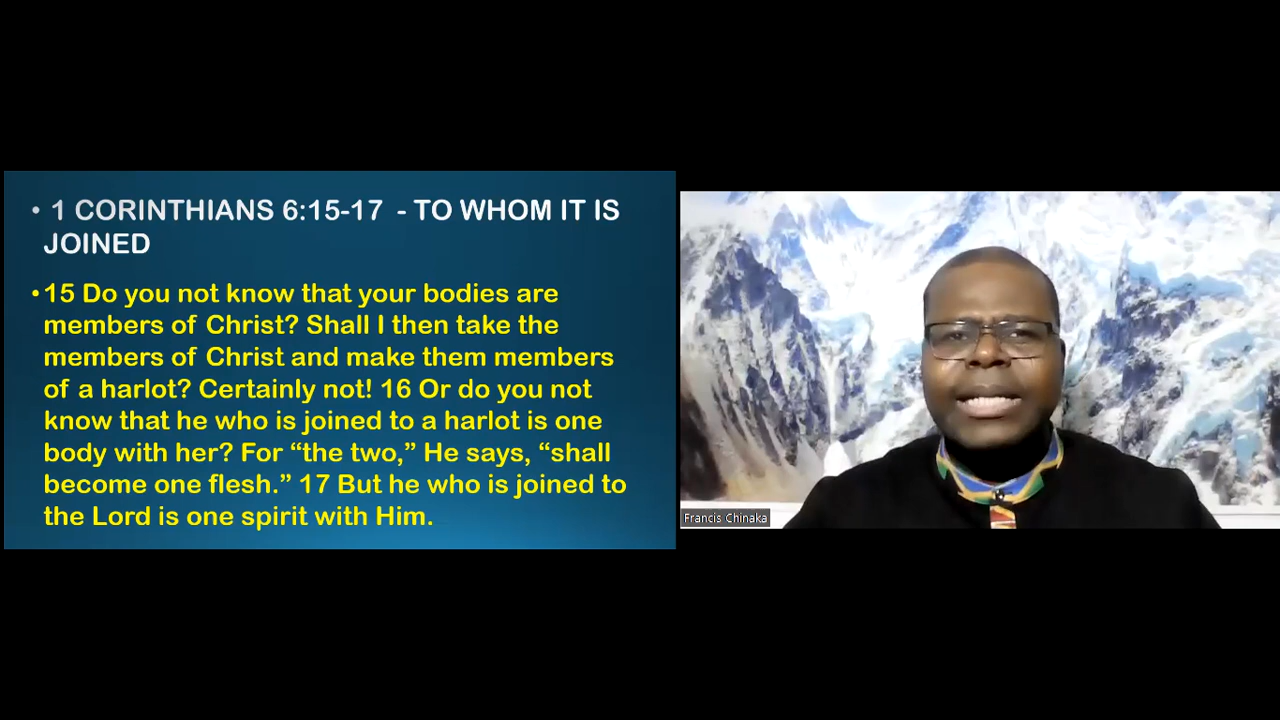 • 1 CORINTHIANS 6:15-17 - TO WHOM IT IS
JOINED
• 15 Do you not know that your bodies are
members of Christ? Shall I then take the
members of Christ and make them members
of a harlot? Certainly not! 16 Or do you not
know that he who is joined to a harlot is one
body with her? For “the two,” He says, “shall
become one flesh.” 17 But he who is joined to
the Lord is one spirit with Him.
Francis Chinaka